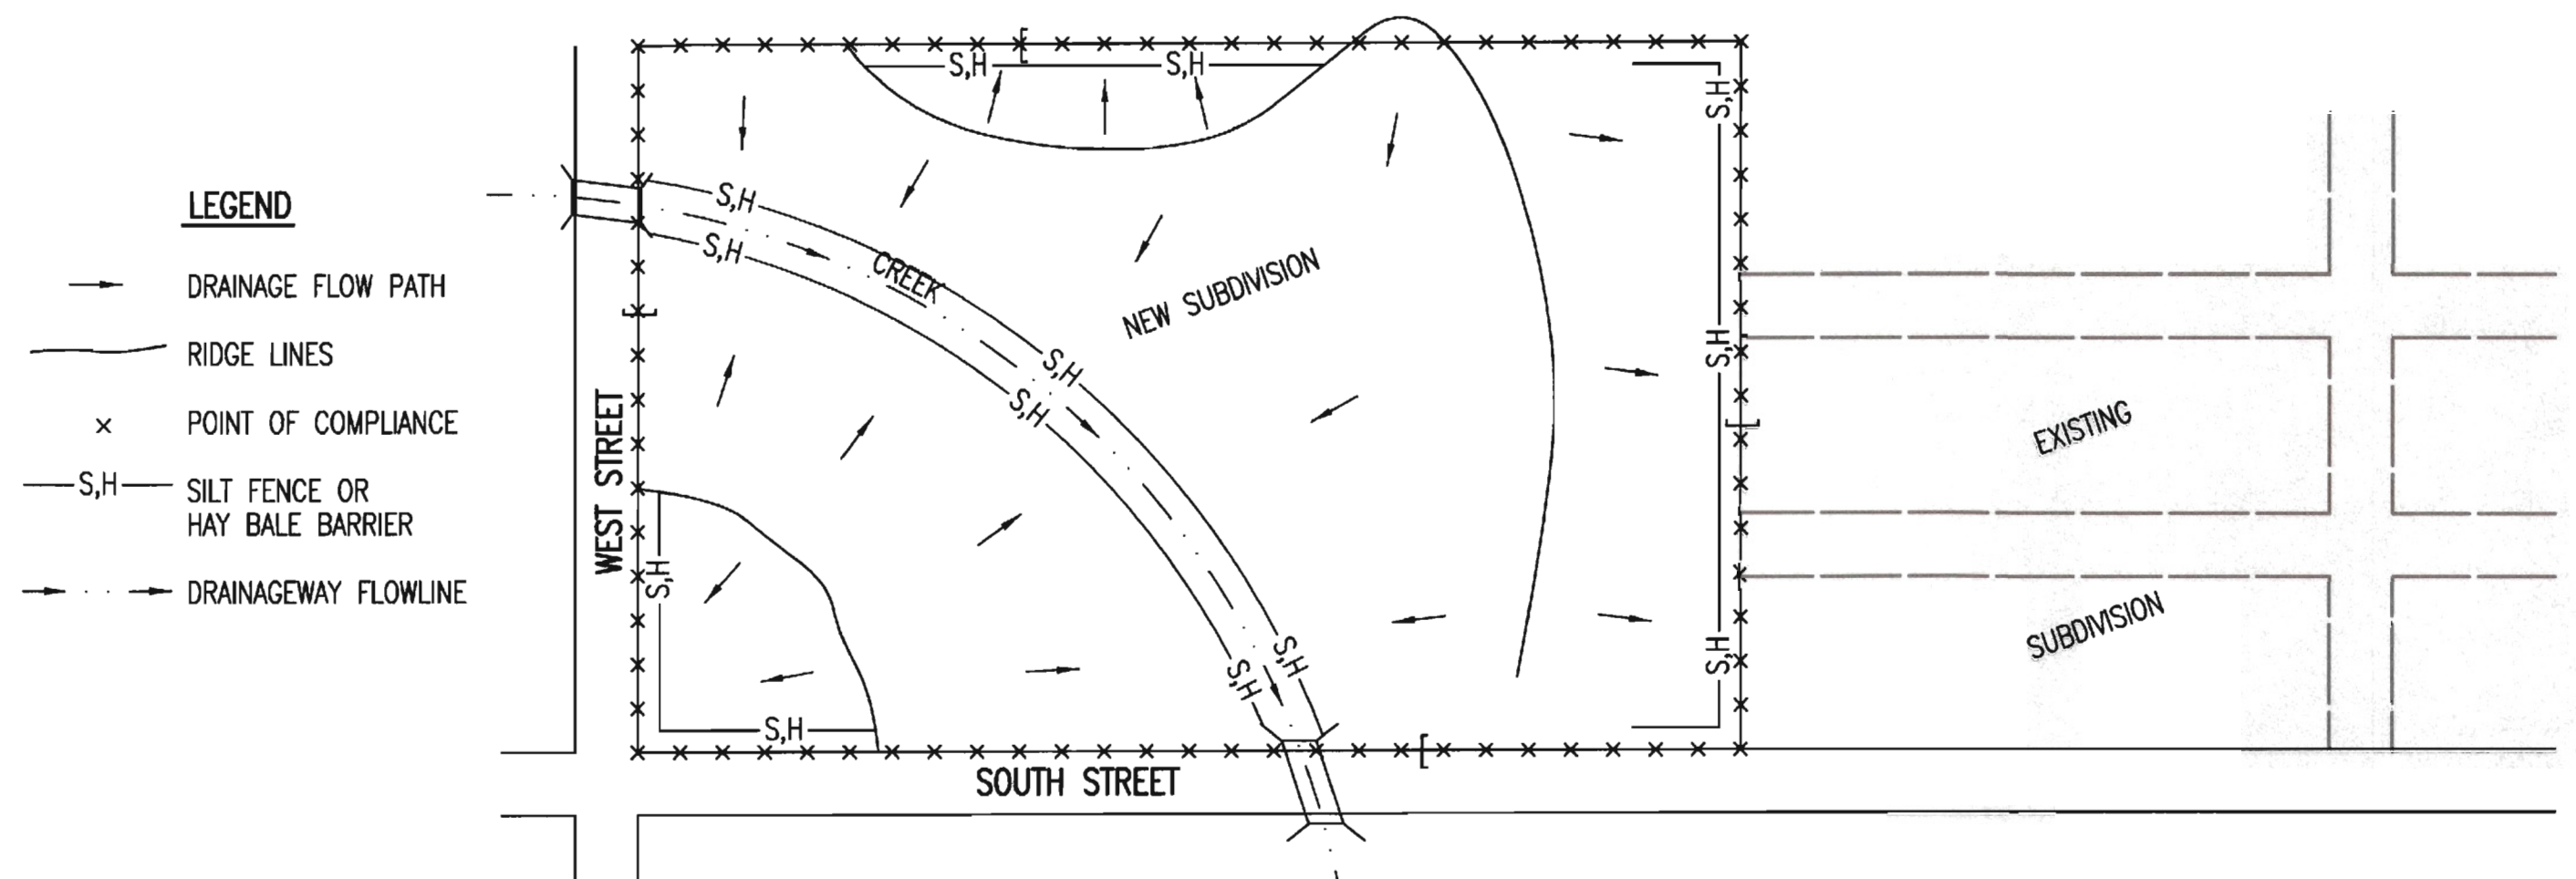 LEGEND
DRAINAGE FLOW PATH
RIDGE LINES
× POINT OF COMPLIANCE
S,H SILT FENCE OR
HAY BALE BARRIER
DRAINAGEWAY FLOWLINE
S,H
S,H
S,H
S,H
S,H
CREEK
NEW SUBDIVISION
S,H
S,H
S,H
WEST STREET
EXISTING
S,H
SUBDIVISION
S,H
S,H
S,H
S,H
SOUTH STREET